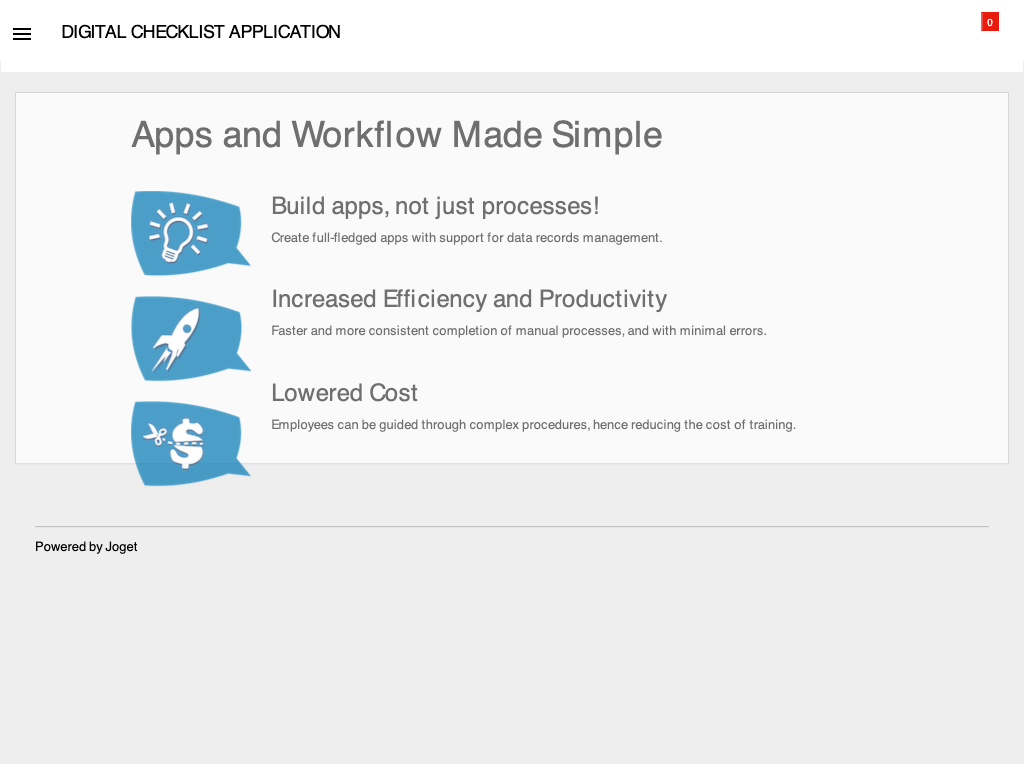 DIGITAL CHECKLIST APPLICATION
0
Apps and Workflow Made Simple
Build apps, not just processes!
Create full-fledged apps with support for data records management.
Increased Efficiency and Productivity
Faster and more consistent completion of manual processes, and with minimal errors.
Lowered Cost
Employees can be guided through complex procedures, hence reducing the cost of training.
Powered by Joget